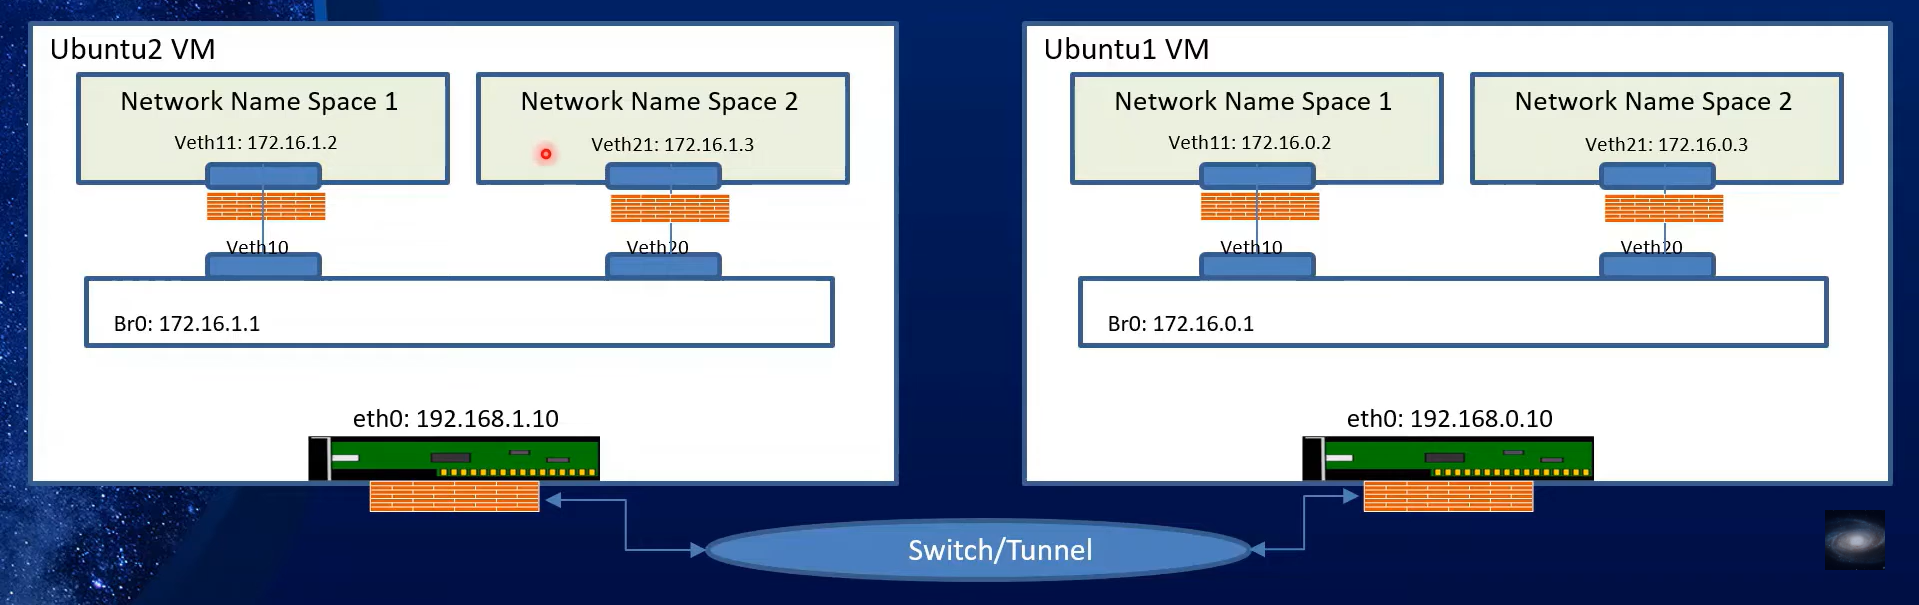 Ubuntu2 VM
Network Name Space 1
Veth11: 172.16.1.2
Network Name Space 2
Veth21: 172.16.1.3
Veth10
Veth20
Br0: 172.16.1.1
eth0: 192.168.1.10
Ubuntu1 VM
Network Name Space 1
Veth11: 172.16.0.2
Network Name Space 2
Veth21: 172.16.0.3
Veth10
Veth20
Br0: 172.16.0.1
eth0: 192.168.0.10
Switch/Tunnel